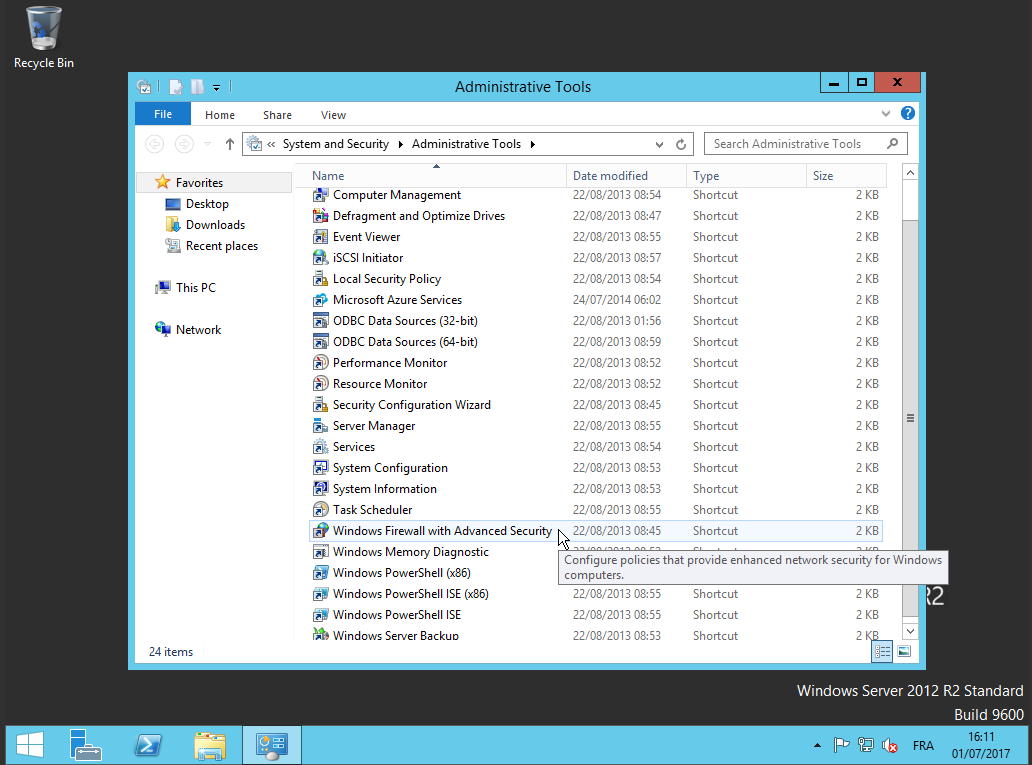 Recycle Bin
Administrative Tools
File Home Share View
« System and Security Administrative Tools Search Administrative Tools
Name Date modified Type Size
Favorites
Desktop
Downloads
Recent places
This PC
Network
Computer Management 22/08/2013 08:54 Shortcut 2 KB
Defragment and Optimize Drives 22/08/2013 08:47 Shortcut 2 KB
Event Viewer 22/08/2013 08:55 Shortcut 2 KB
iSCSI Initiator 22/08/2013 08:57 Shortcut 2 KB
Local Security Policy 22/08/2013 08:54 Shortcut 2 KB
Microsoft Azure Services 24/07/2014 06:02 Shortcut 2 KB
ODBC Data Sources (32-bit) 22/08/2013 01:56 Shortcut 2 KB
ODBC Data Sources (64-bit) 22/08/2013 08:59 Shortcut 2 KB
Performance Monitor 22/08/2013 08:52 Shortcut 2 KB
Resource Monitor 22/08/2013 08:52 Shortcut 2 KB
Security Configuration Wizard 22/08/2013 08:45 Shortcut 2 KB
Server Manager 22/08/2013 08:55 Shortcut 2 KB
Services 22/08/2013 08:54 Shortcut 2 KB
System Configuration 22/08/2013 08:53 Shortcut 2 KB
System Information 22/08/2013 08:53 Shortcut 2 KB
Task Scheduler 22/08/2013 08:55 Shortcut 2 KB
Windows Firewall with Advanced Security 22/08/2013 08:45 Shortcut 2 KB
Windows Memory Diagnostic
Configure policies that provide enhanced network security for Windows
computers.
Windows PowerShell (x86)
Windows PowerShell ISE (x86) 22/08/2013 08:55 Shortcut 2 KB
Windows PowerShell ISE 22/08/2013 08:55 Shortcut 2 KB
Windows Server Backup 22/08/2013 08:53 Shortcut 2 KB
R2
24 items
Windows Server 2012 R2 Standard
Build 9600
FRA
16:11
01/07/2017